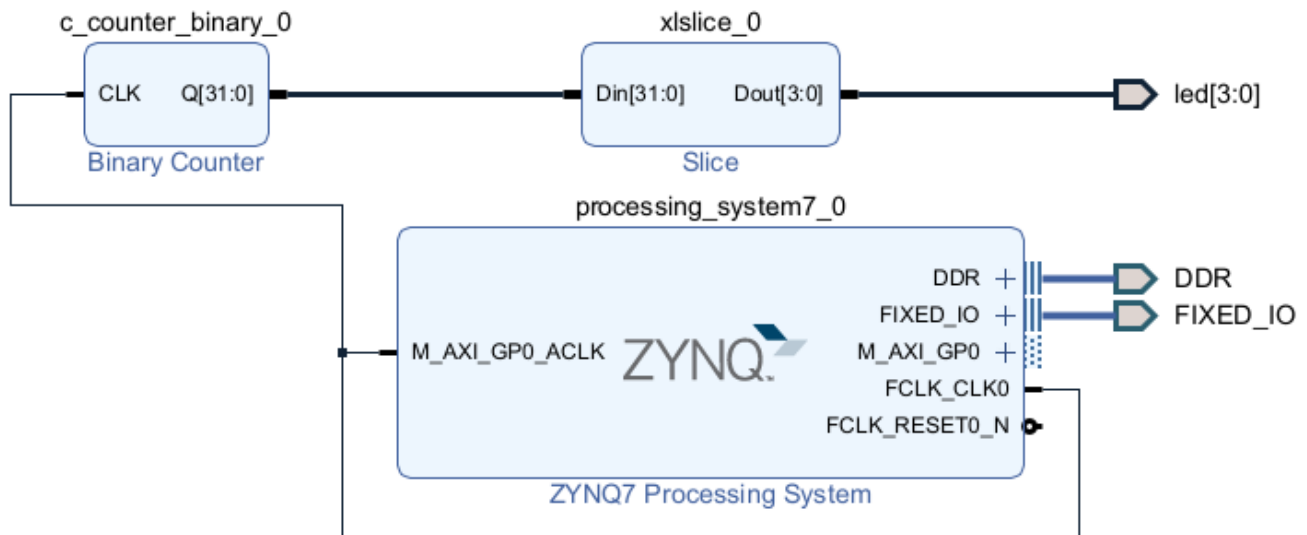 c_counter_binary_0
CLK Q[31:0]
Binary Counter
xlslice_0
Din[31:0] Dout[3:0]
Slice
led[3:0]
processing_system7_0
DDR
FIXED_IO
M_AXI_GP0_ACLK
ZYNQ™
M_AXI_GP0
FCLK_CLK0
FCLK_RESET0_N
ZYNQ7 Processing System
DDR
FIXED_IO